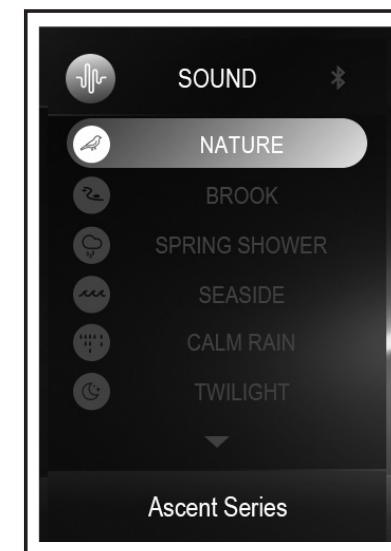 SOUND
NATURE
BROOK
SPRING SHOWER
SEASIDE
CALM RAIN
TWILIGHT
Ascent Series